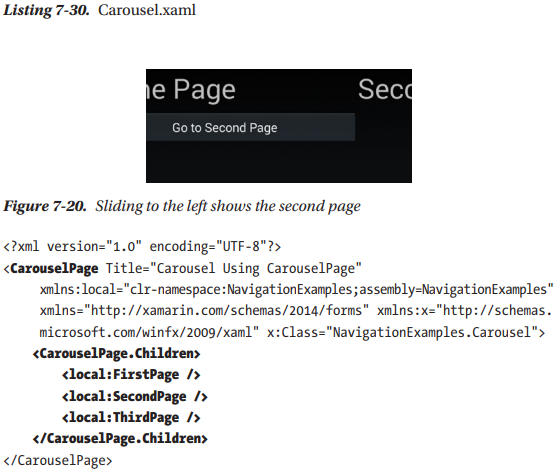 Listing 7-30. Carousel.xaml
Page
Go to Second Page
Figure 7-20. Sliding to the left shows the second page
<?xml version="1.0" encoding="UTF-8"?>
<CarouselPage Title="Carousel Using CarouselPage"
xmlns:local="clr-namespace:NavigationExamples;assembly=NavigationExamples"
xmlns="http://xamarin.com/schemas/2014/forms" xmlns:x="http://schemas.
microsoft.com/winfx/2009/xaml" x:Class="NavigationExamples.Carousel">
<CarouselPage.Children>
<local:FirstPage />
<local:SecondPage />
<local:ThirdPage />
</CarouselPage.Children>
</CarouselPage>